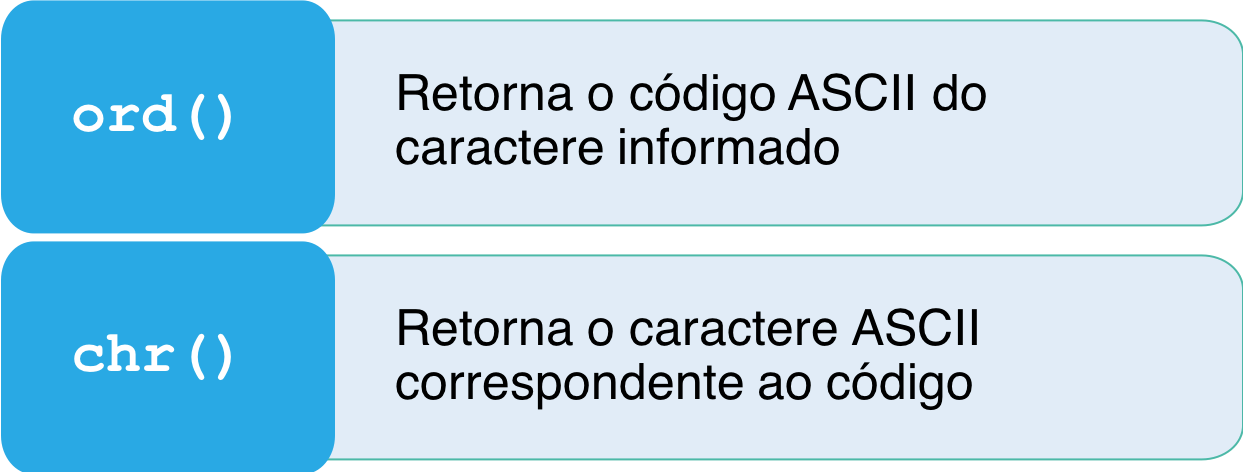 ord()
Retorna o código ASCII do
caractere informado
chr()
Retorna o caractere ASCII
correspondente ao código